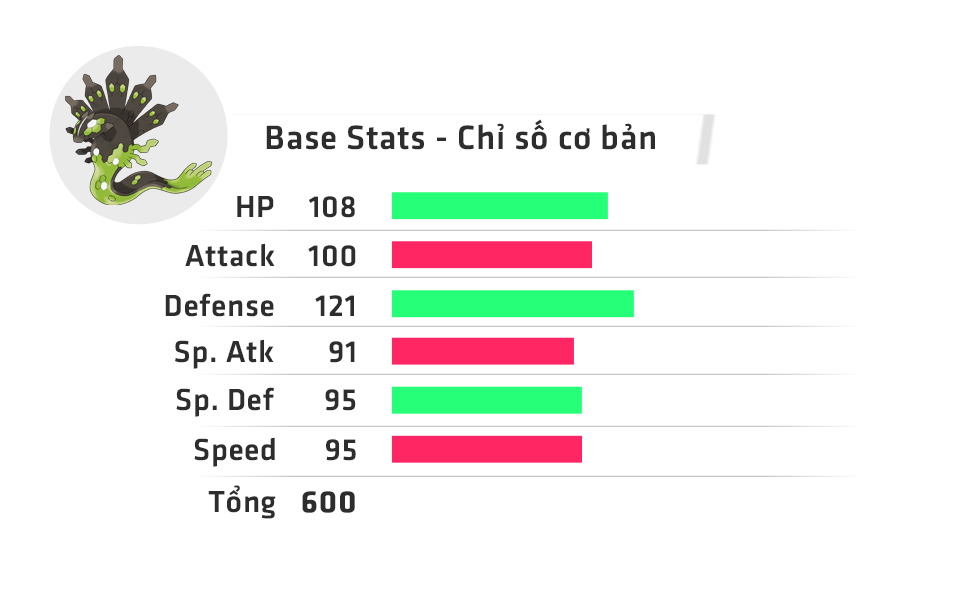 Base Stats - Chỉ số cơ bản
HP 108
Attack 100
Defense 121
Sp. Atk 91
Sp. Def 95
Speed 95
Tổng 600